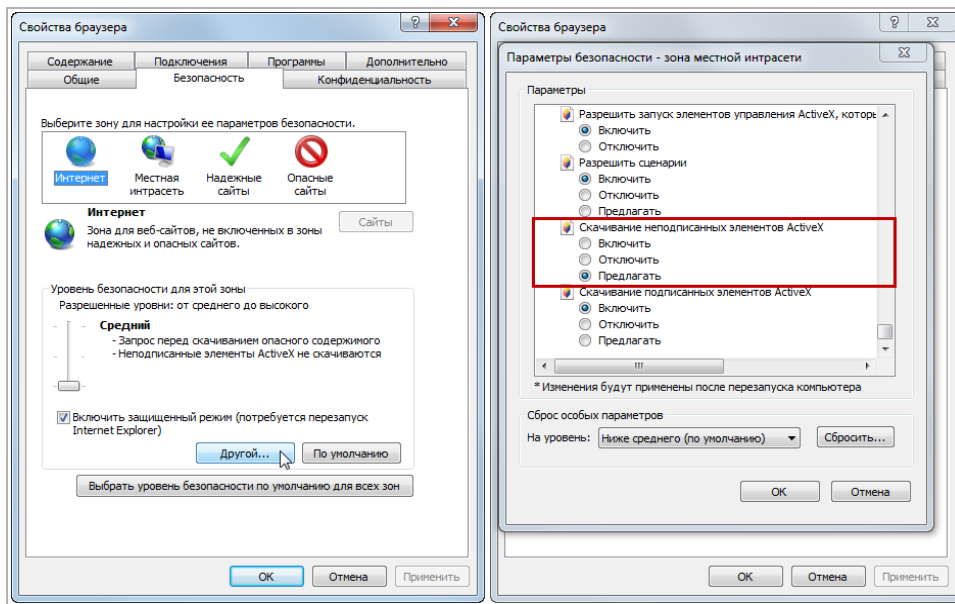 Свойства браузера
Содержание
Подключения
Программы
Дополнительно
Общие
Безопасность
Конфиденциальность
Выберите зону для настройки ее параметров безопасности.
Интернет
Местная
интрасеть
Надежные
сайты
Опасные
сайты
Интернет
Сайты
Зона для веб-сайтов, не включенных в зоны
надежных и опасных сайтов.
Уровень безопасности для этой зоны
Разрешенные уровни: от среднего до высокого
Средний
- Запрос перед скачиванием опасного содержимого
- Неподписанные элементы ActiveX не скачиваются
Включить защищенный режим (потребуется перезапуск
Internet Explorer)
Другой...
По умолчанию
Выбрать уровень безопасности по умолчанию для всех зон
ОК
Отмена
Применить
Свойства браузера
Параметры безопасности - зона местной интрасети
Параметры
Разрешить запуск элементов управления ActiveX, которь
Включить
Отключить
Разрешить сценарии
Включить
Отключить
Предлагать
Скачивание неподписанных элементов ActiveX
Включить
Отключить
Предлагать
Скачивание подписанных элементов ActiveX
Включить
Отключить
Предлагать
*Изменения будут применены после перезапуска компьютера
Сброс особых параметров
На уровень:
Ниже среднего (по умолчанию)
Сбросить...
ОК
Отмена
ОК
Отмена
Применить